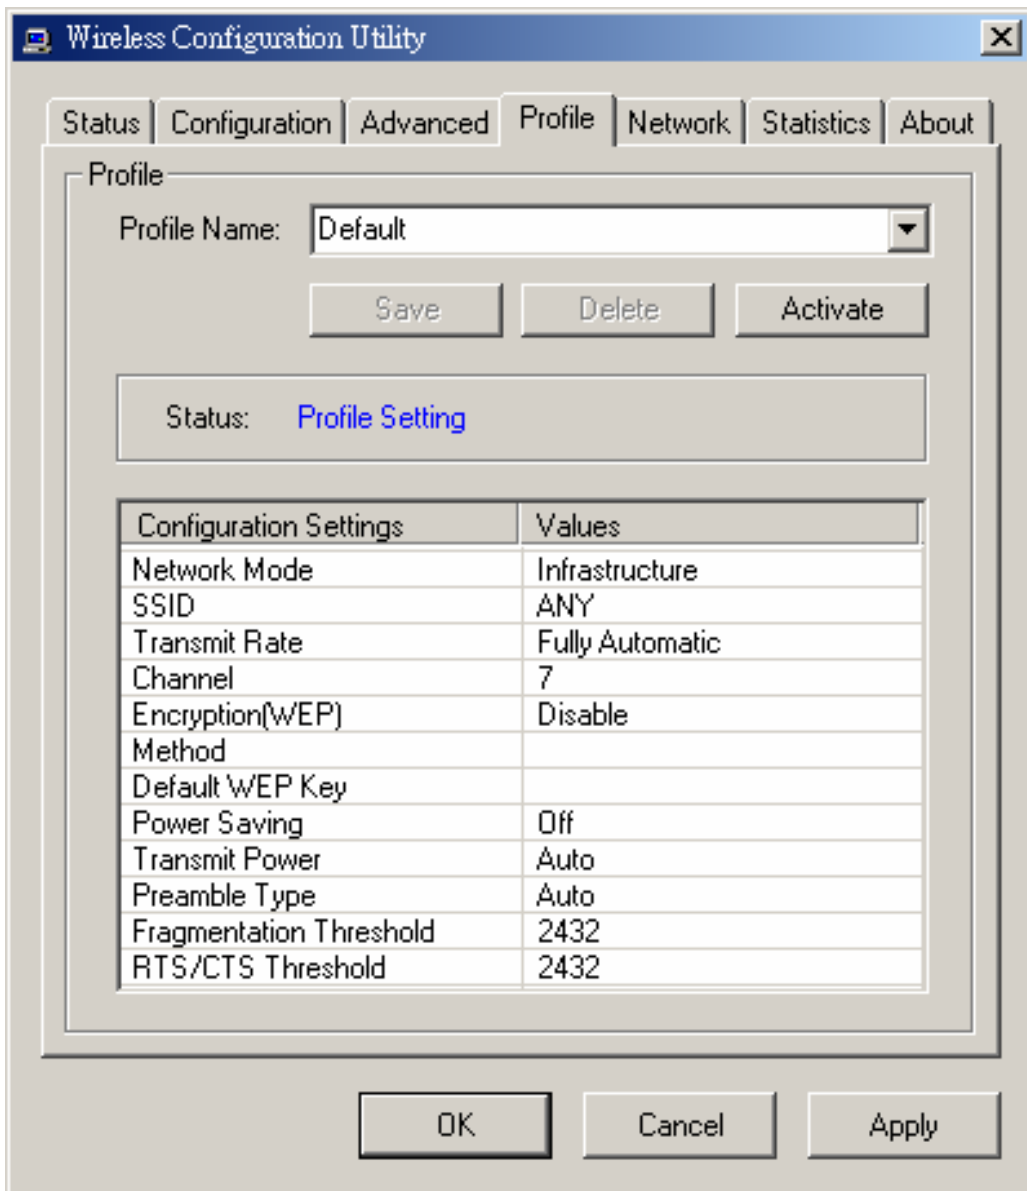 Wireless Configuration Utility
Status Configuration Advanced Profile Network Statistics About
Profile
Profile Name: Default
Save Delete Activate
Status: Profile Setting
Configuration Settings Values
Network Mode Infrastructure
SSID ANY
Transmit Rate Fully Automatic
Channel 7
Encryption(WEP) Disable
Method
Default WEP Key
Power Saving Off
Transmit Power Auto
Preamble Type Auto
Fragmentation Threshold 2432
RTS/CTS Threshold 2432
OK Cancel Apply